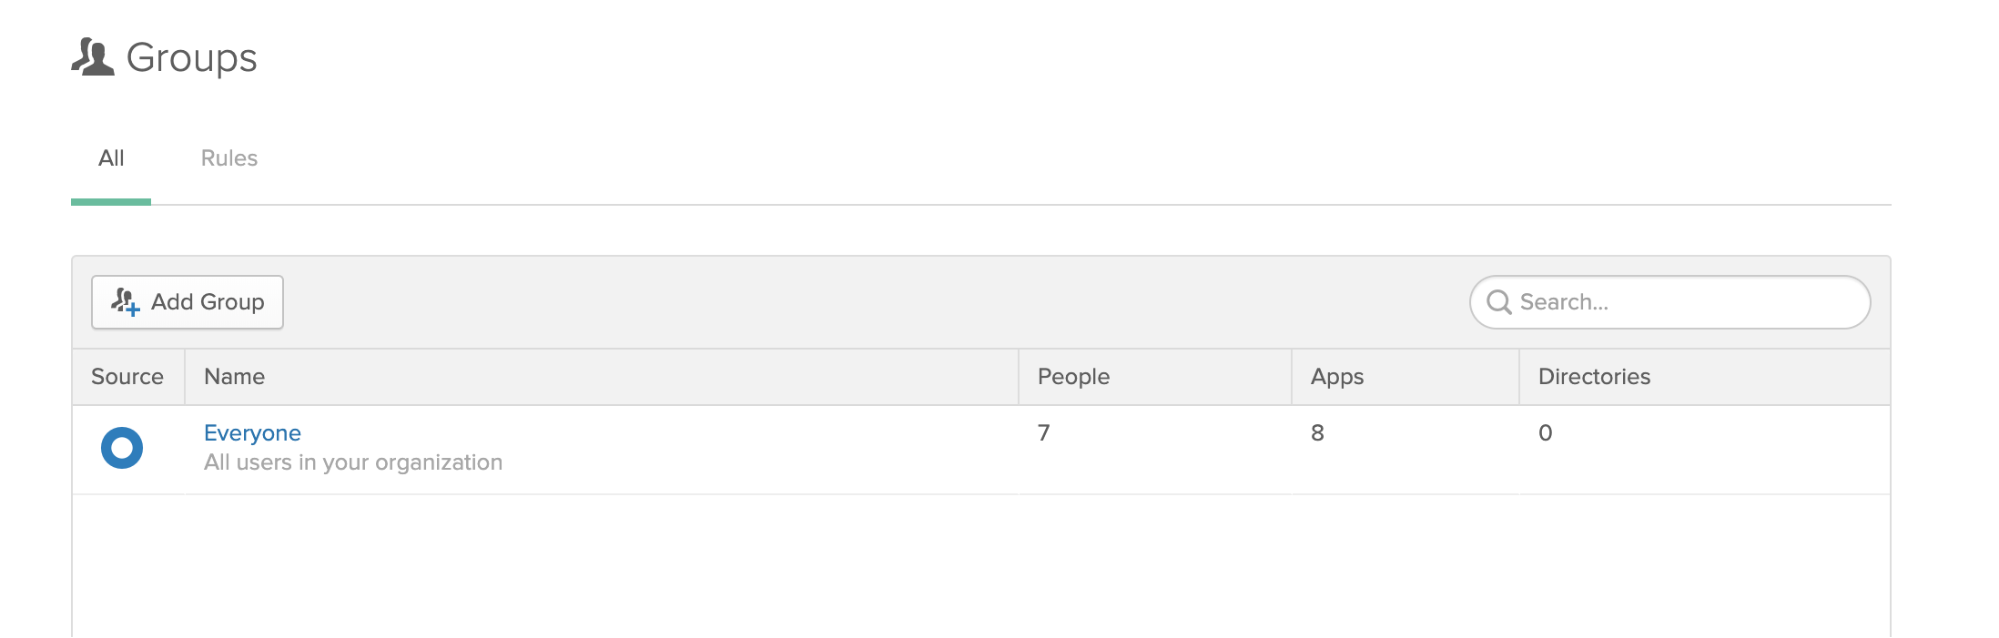 Groups
All Rules
Add Group Search...
Source Name People Apps Directories
Everyone 7 8 0
All users in your organization